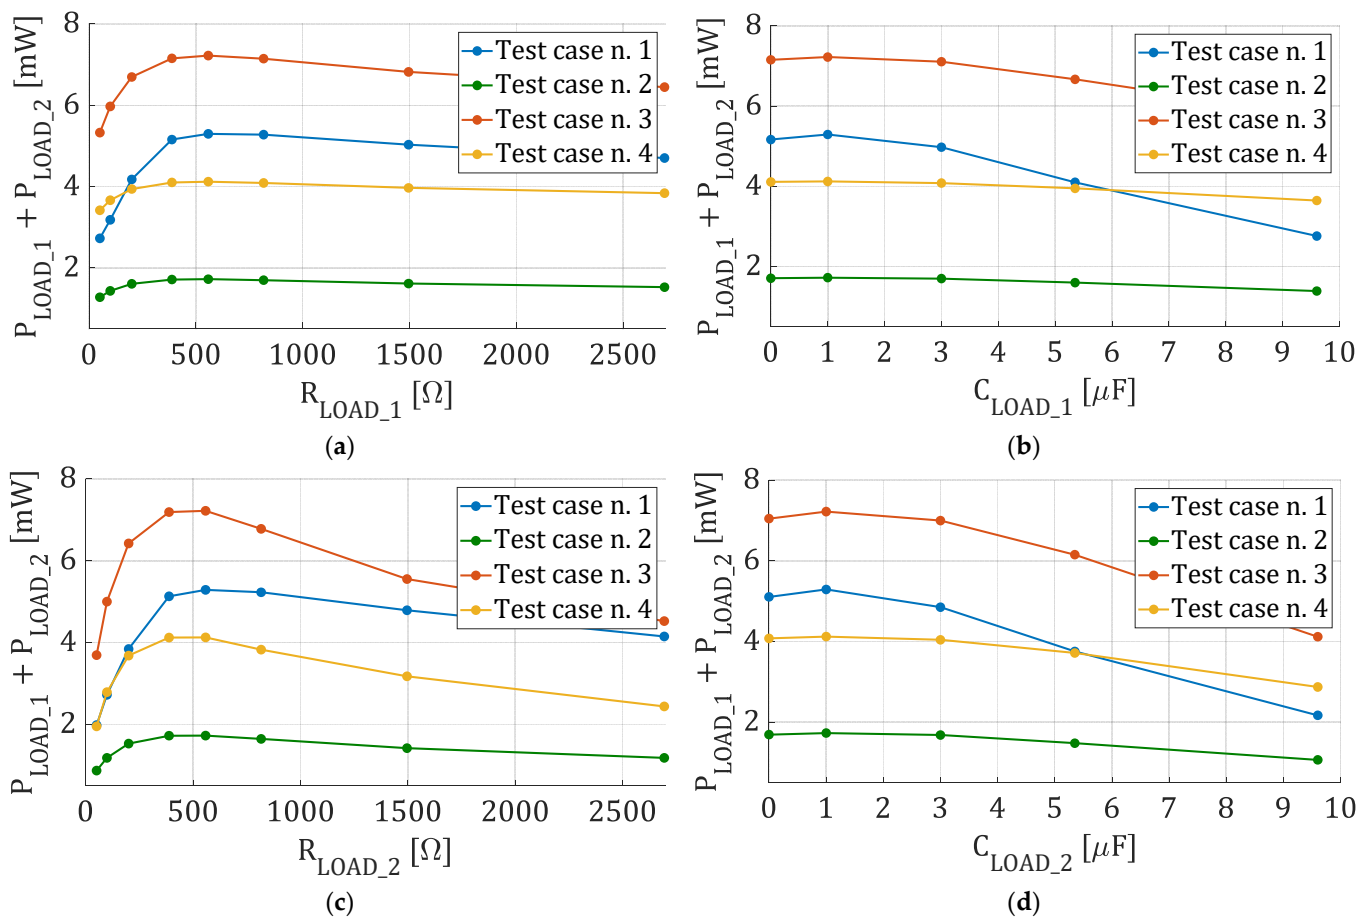 P_LOAD_1 + P_LOAD_2 [mW]
8
6
4
2
0 500 1000 1500 2000 2500
R_LOAD_1 [Ω]
Test case n. 1
Test case n. 2
Test case n. 3
Test case n. 4
(a)
P_LOAD_1 + P_LOAD_2 [mW]
8
6
4
2
0 1 2 3 4 5 6 7 8 9 10
C_LOAD_1 [μF]
Test case n. 1
Test case n. 2
Test case n. 3
Test case n. 4
(b)
P_LOAD_1 + P_LOAD_2 [mW]
8
6
4
2
0 500 1000 1500 2000 2500
R_LOAD_2 [Ω]
Test case n. 1
Test case n. 2
Test case n. 3
Test case n. 4
(c)
P_LOAD_1 + P_LOAD_2 [mW]
8
6
4
2
0 1 2 3 4 5 6 7 8 9 10
C_LOAD_2 [μF]
Test case n. 1
Test case n. 2
Test case n. 3
Test case n. 4
(d)